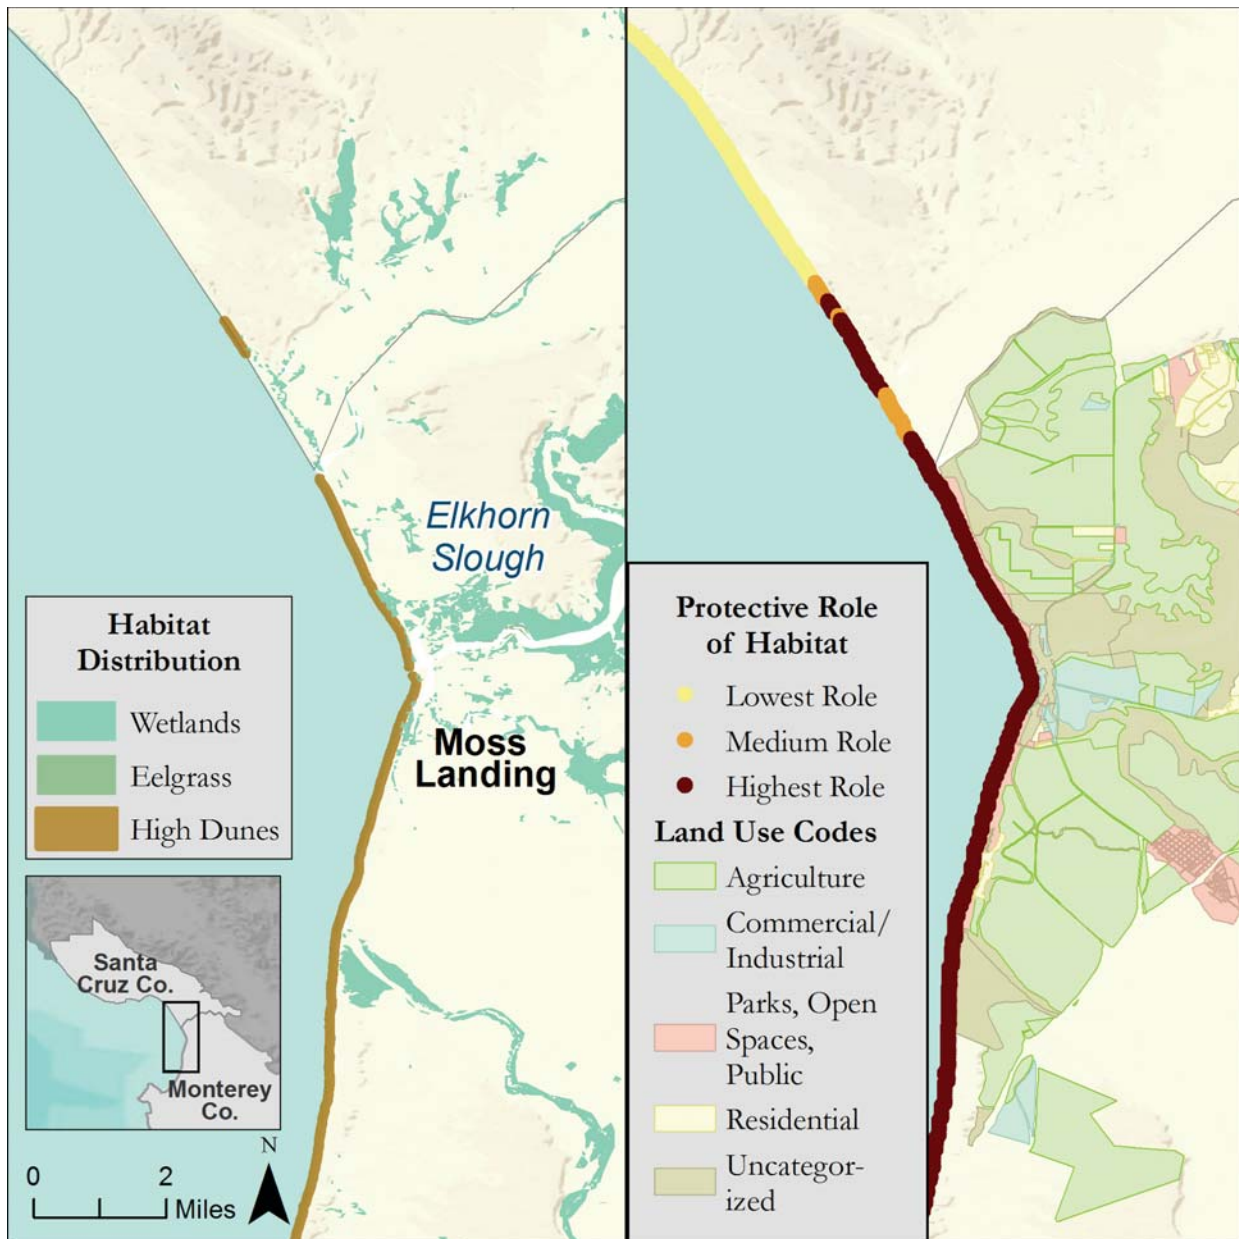 Elkhorn
Slough
Moss
Landing
Habitat
Distribution
Wetlands
Eelgrass
High Dunes
Santa
Cruz Co.
Monterey
Co.
N
0 2
Miles
Protective Role
of Habitat
Lowest Role
Medium Role
Highest Role
Land Use Codes
Agriculture
Commercial/
Industrial
Parks, Open
Spaces,
Public
Residential
Uncategor-
ized